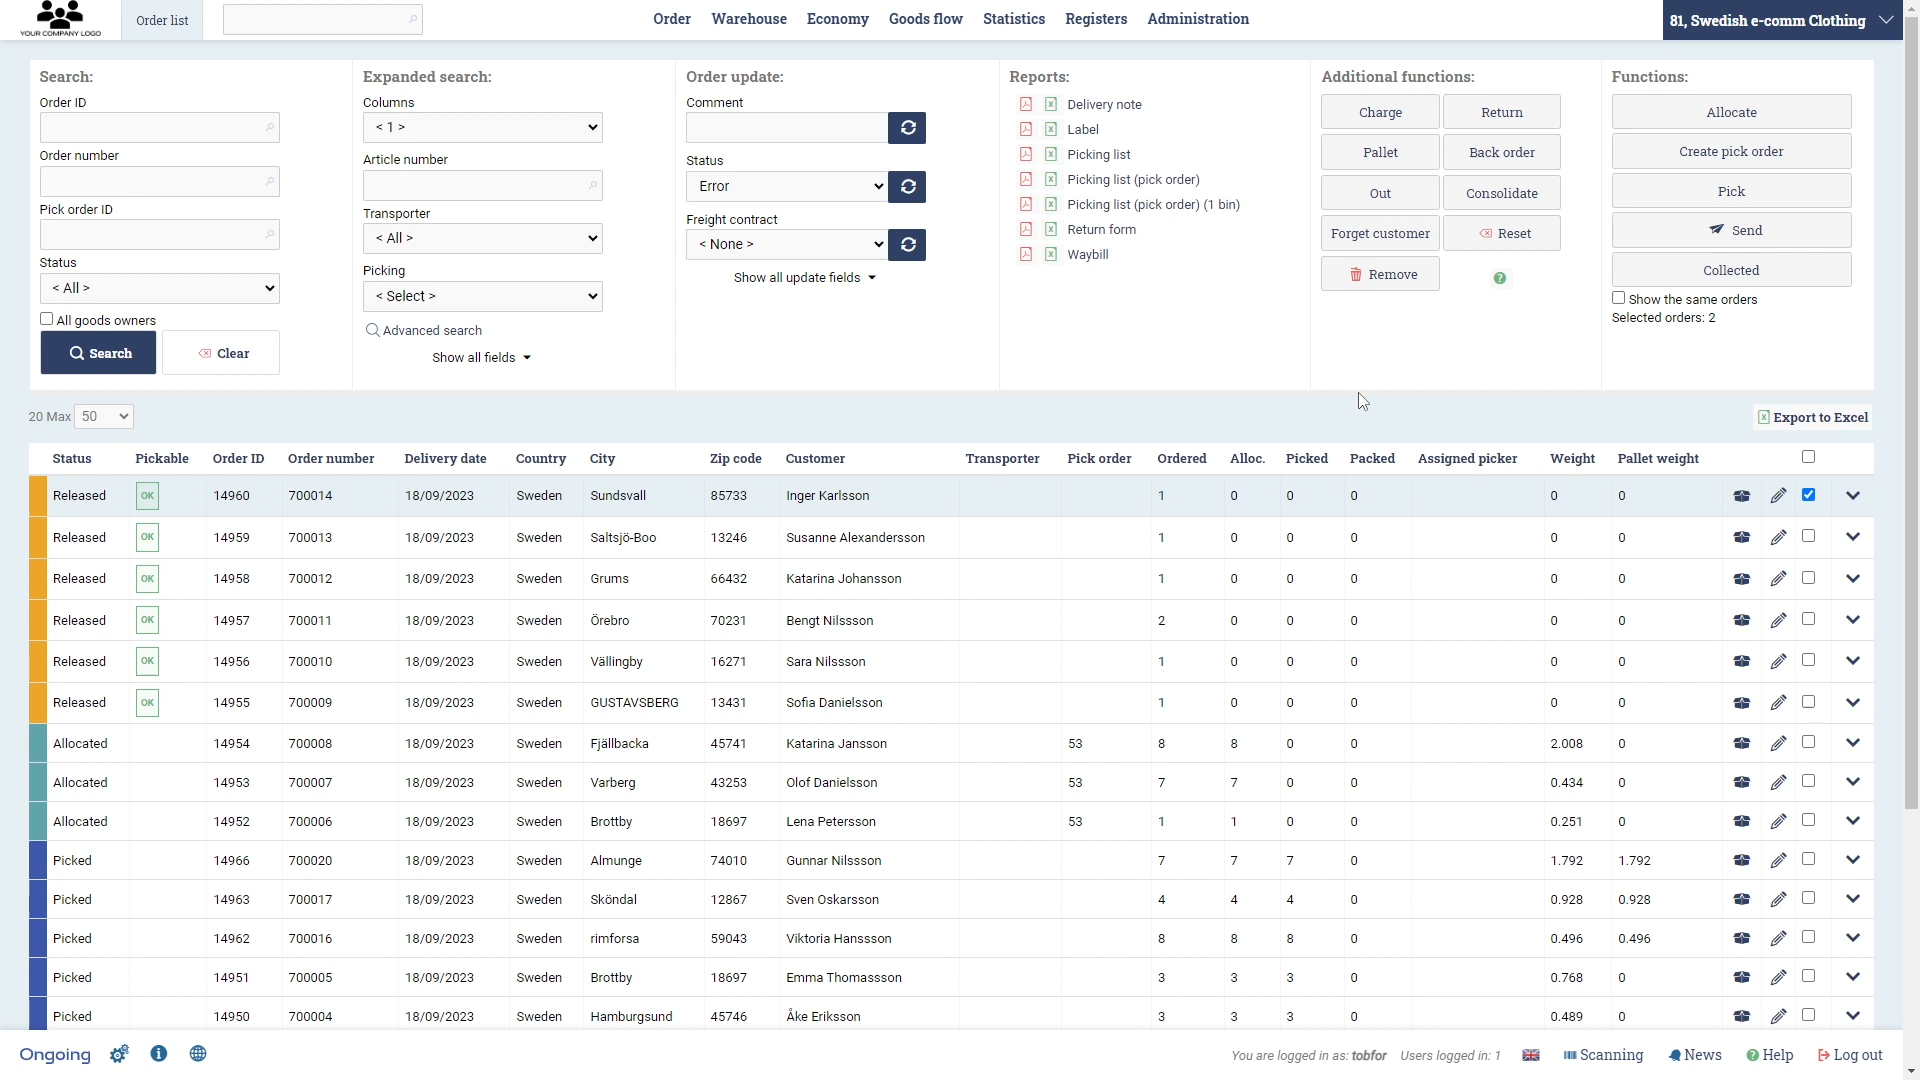 YOUR COMPANY LOGO
Order list
Order Warehouse Economy Goods flow Statistics Registers Administration
81, Swedish e-comm Clothing
Search:
Order ID
Order number
Pick order ID
Status
< All >
All goods owners
Search Clear
Expanded search:
Columns
< 1 >
Article number
Transporter
< All >
Picking
< Select >
Advanced search
Show all fields
Order update:
Comment
Status
Error
Freight contract
< None >
Show all update fields
Reports:
Delivery note
Label
Picking list
Picking list (pick order)
Picking list (pick order) (1 bin)
Return form
Waybill
Additional functions:
Charge Return
Pallet Back order
Out Consolidate
Forget customer Reset
Remove ?
Functions:
Allocate
Create pick order
Pick
Send
Collected
Show the same orders
Selected orders: 2
20 Max 50
Export to Excel
Status Pickable Order ID Order number Delivery date Country City Zip code Customer Transporter Pick order Ordered Alloc. Picked Packed Assigned picker Weight Pallet weight
Released OK 14960 700014 18/09/2023 Sweden Sundsvall 85733 Inger Karlsson 1 0 0 0 0 0
Released OK 14959 700013 18/09/2023 Sweden Saltsjö-Boo 13246 Susanne Alexandersson 1 0 0 0 0 0
Released OK 14958 700012 18/09/2023 Sweden Grums 66432 Katarina Johansson 1 0 0 0 0 0
Released OK 14957 700011 18/09/2023 Sweden Örebro 70231 Bengt Nilssson 2 0 0 0 0 0
Released OK 14956 700010 18/09/2023 Sweden Vällingby 16271 Sara Nilssson 1 0 0 0 0 0
Released OK 14955 700009 18/09/2023 Sweden GUSTAVSBERG 13431 Sofia Danielsson 1 0 0 0 0 0
Allocated 14954 700008 18/09/2023 Sweden Fjällbacka 45741 Katarina Jansson 53 8 8 0 0 2.008 0
Allocated 14953 700007 18/09/2023 Sweden Varberg 43253 Olof Danielsson 53 7 7 0 0 0.434 0
Allocated 14952 700006 18/09/2023 Sweden Brottby 18697 Lena Petersson 53 1 1 0 0 0.251 0
Picked 14966 700020 18/09/2023 Sweden Almunge 74010 Gunnar Nilssson 7 7 7 0 1.792 1.792
Picked 14963 700017 18/09/2023 Sweden Sköndal 12867 Sven Oskarsson 4 4 4 0 0.928 0.928
Picked 14962 700016 18/09/2023 Sweden rimforsa 59043 Viktoria Hanssson 8 8 8 0 0.496 0.496
Picked 14951 700005 18/09/2023 Sweden Brottby 18697 Emma Thomassson 3 3 3 0 0.768 0
Picked 14950 700004 18/09/2023 Sweden Hamburgsund 45746 Åke Eriksson 3 3 3 0 0.489 0
Ongoing
You are logged in as: tobfor Users logged in: 1 Scanning News Help Log out